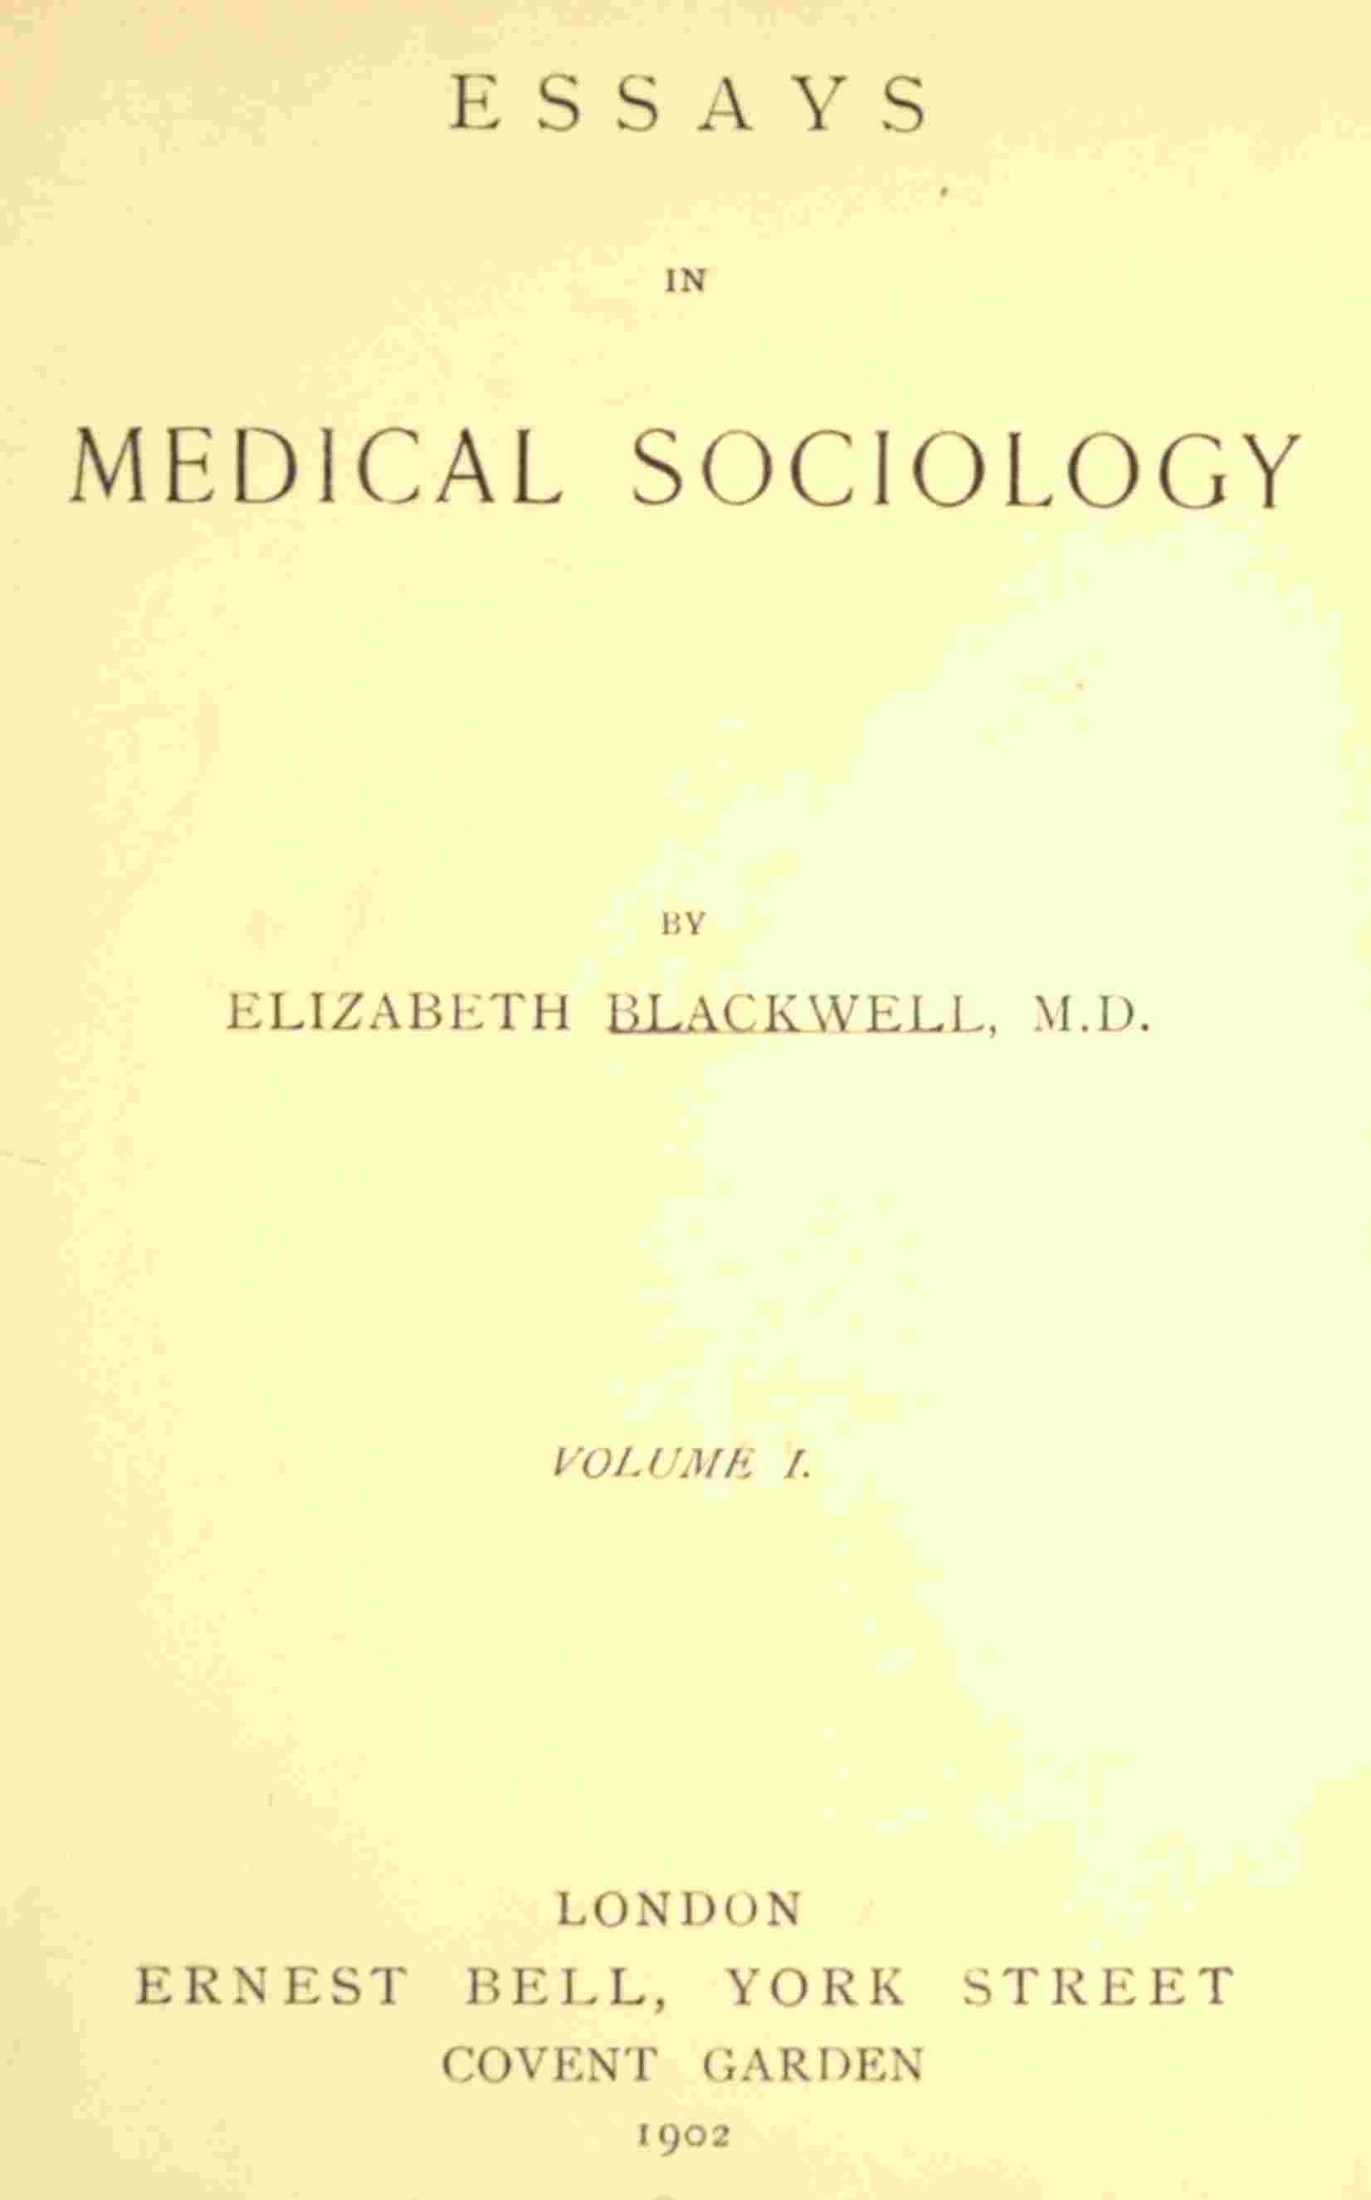 ESSAYS
IN
MEDICAL SOCIOLOGY
BY
ELIZABETH BLACKWELL, M.D.
VOLUME I.
LONDON
ERNEST BELL, YORK STREET
COVENT GARDEN
1902